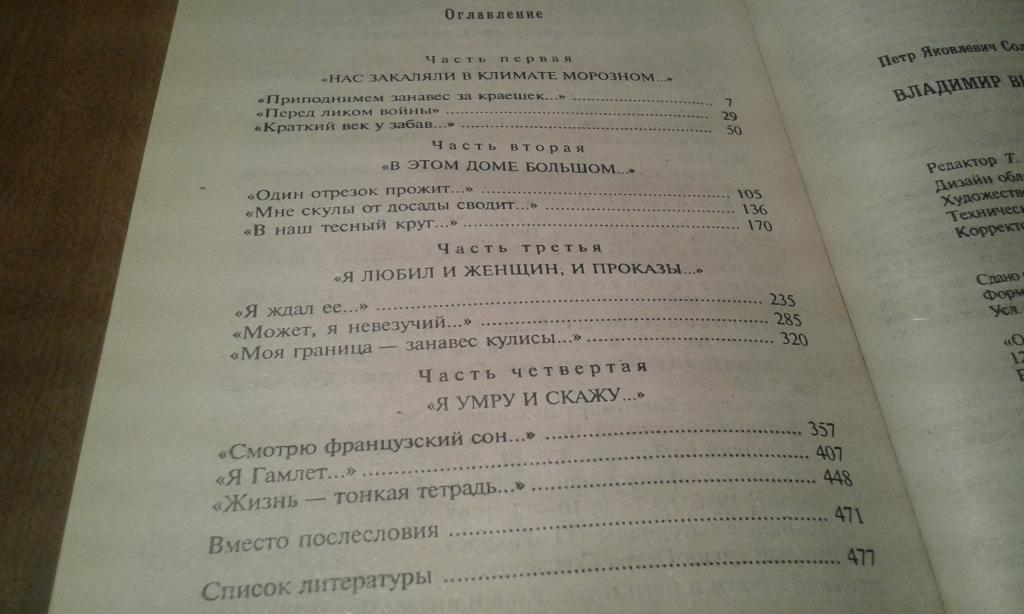 Оглавление
Часть первая
«НАС ЗАКАЛЯЛИ В КЛИМАТЕ МОРОЗНОМ...»
«Приподнимем занавес за краешек...» 7
«Перед ликом войны» 29
«Краткий век у забав...» 50
Часть вторая
«В ЭТОМ ДОМЕ БОЛЬШОМ...»
«Один отрезок прожит...» 105
«Мне скулы от досады сводит...» 136
«В наш тесный круг...» 170
Часть третья
«Я ЛЮБИЛ И ЖЕНЩИН, И ПРОКАЗЫ...»
«Я ждал ее...» 235
«Может, я невезучий...» 285
«Моя граница — занавес кулисы...» 320
Часть четвертая
«Я УМРУ И СКАЖУ...»
«Смотрю французский сон...» 357
«Я Гамлет...» 407
«Жизнь — тонкая тетрадь...» 448
Вместо послесловия 471
Список литературы 477
Петр Яковлевич
ВЛАДИМИР
Редактор Т.
Дизайн
Сдано
Усл.